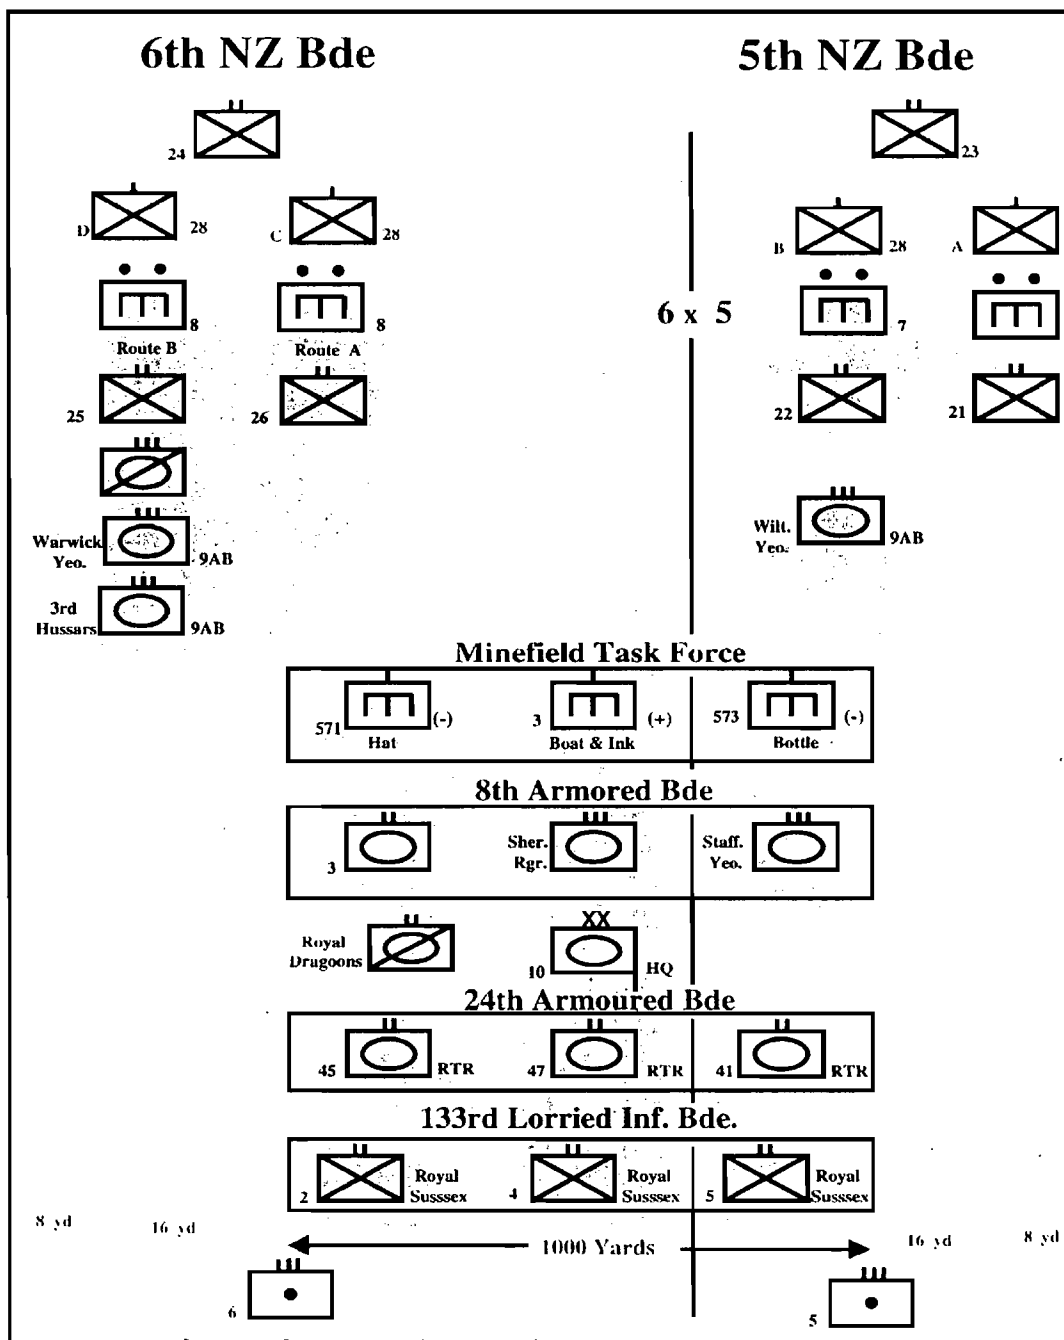 6th NZ Bde
5th NZ Bde
24
23
D 28
C 28
B 28
A
8
8
6 x 5
7
Route B
Route A
25
26
22
21
Warwick
Yeo.
9AB
Wilt.
Yeo.
9AB
3rd
Hussars
9AB
Minefield Task Force
571 (-)
3 (+)
573 (-)
Hat
Boat & Ink
Bottle
8th Armored Bde
3
Sher.
Rgr.
Staff.
Yeo.
Royal
Dragoons
XX
10
HQ
24th Armoured Bde
45 RTR
47 RTR
41 RTR
133rd Lorried Inf. Bde.
2 Royal
Susssex
4 Royal
Susssex
5 Royal
Susssex
8 yd
16 yd
1000 Yards
16 yd
8 yd
6
5